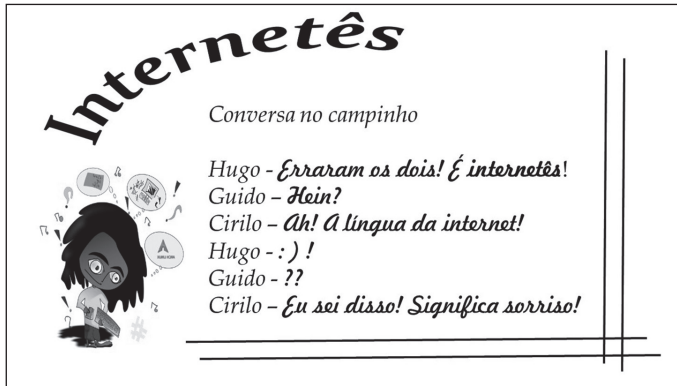 Internetês
Conversa no campinho
Hugo - Erraram os dois! É internetês!
Guido – Hein?
Cirilo – Ah! A língua da internet!
Hugo - : ) !
Guido - ??
Cirilo – Eu sei disso! Significa sorriso!